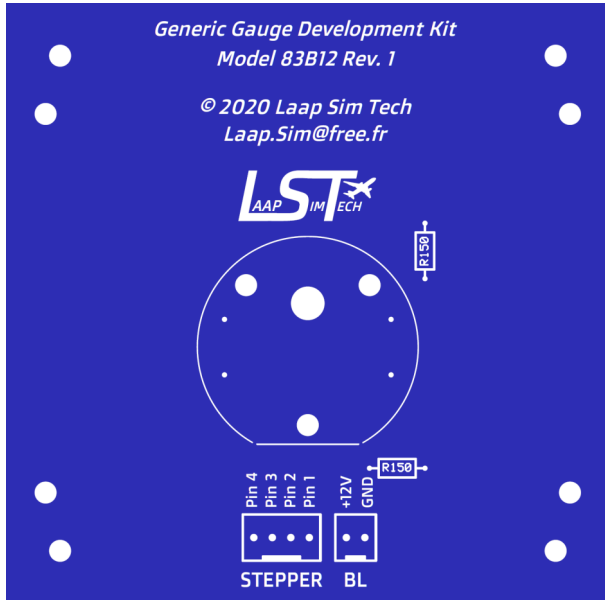 Generic Gauge Development Kit
Model 83B12 Rev. 1
© 2020 Laap Sim Tech
Laap.Sim@free.fr
LAAP SIM TECH
R150
R150
Pin 4
Pin 3
Pin 2
Pin 1
+12V
GND
STEPPER
BL